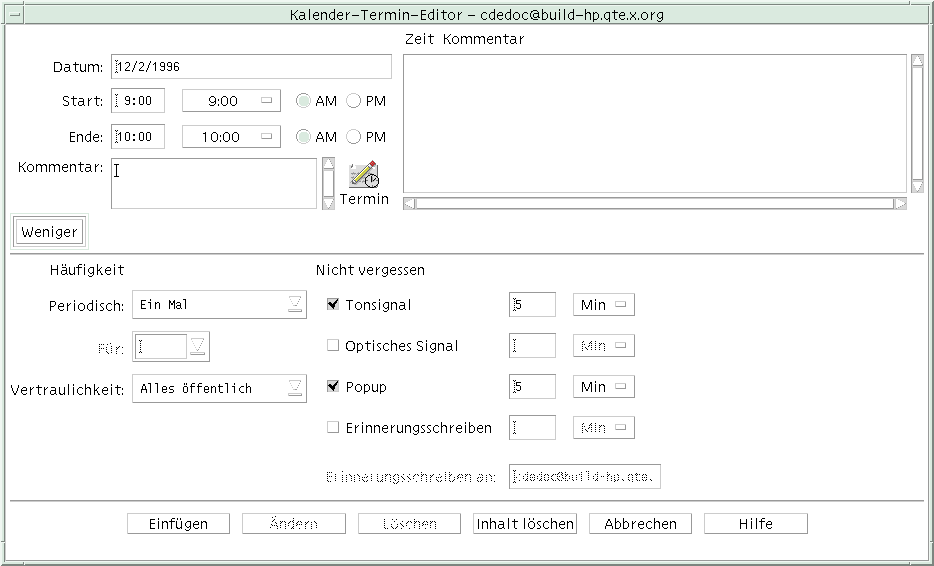 Kalender-Termin-Editor - cdedoc@build-hp.qte.x.org
Zeit Kommentar
Datum: 12/2/1996
Start: 9:00 9:00 AM PM
Ende: 10:00 10:00 AM PM
Kommentar:
Termin
Weniger
Häufigkeit Nicht vergessen
Periodisch: Ein Mal Tonsignal 5 Min
Für: Optisches Signal Min
Vertraulichkeit: Alles öffentlich Popup 5 Min
Erinnerungsschreiben Min
Erinnerungsschreiben an: cdedoc@build-hp.qte.
Einfügen Ändern Löschen Inhalt löschen Abbrechen Hilfe